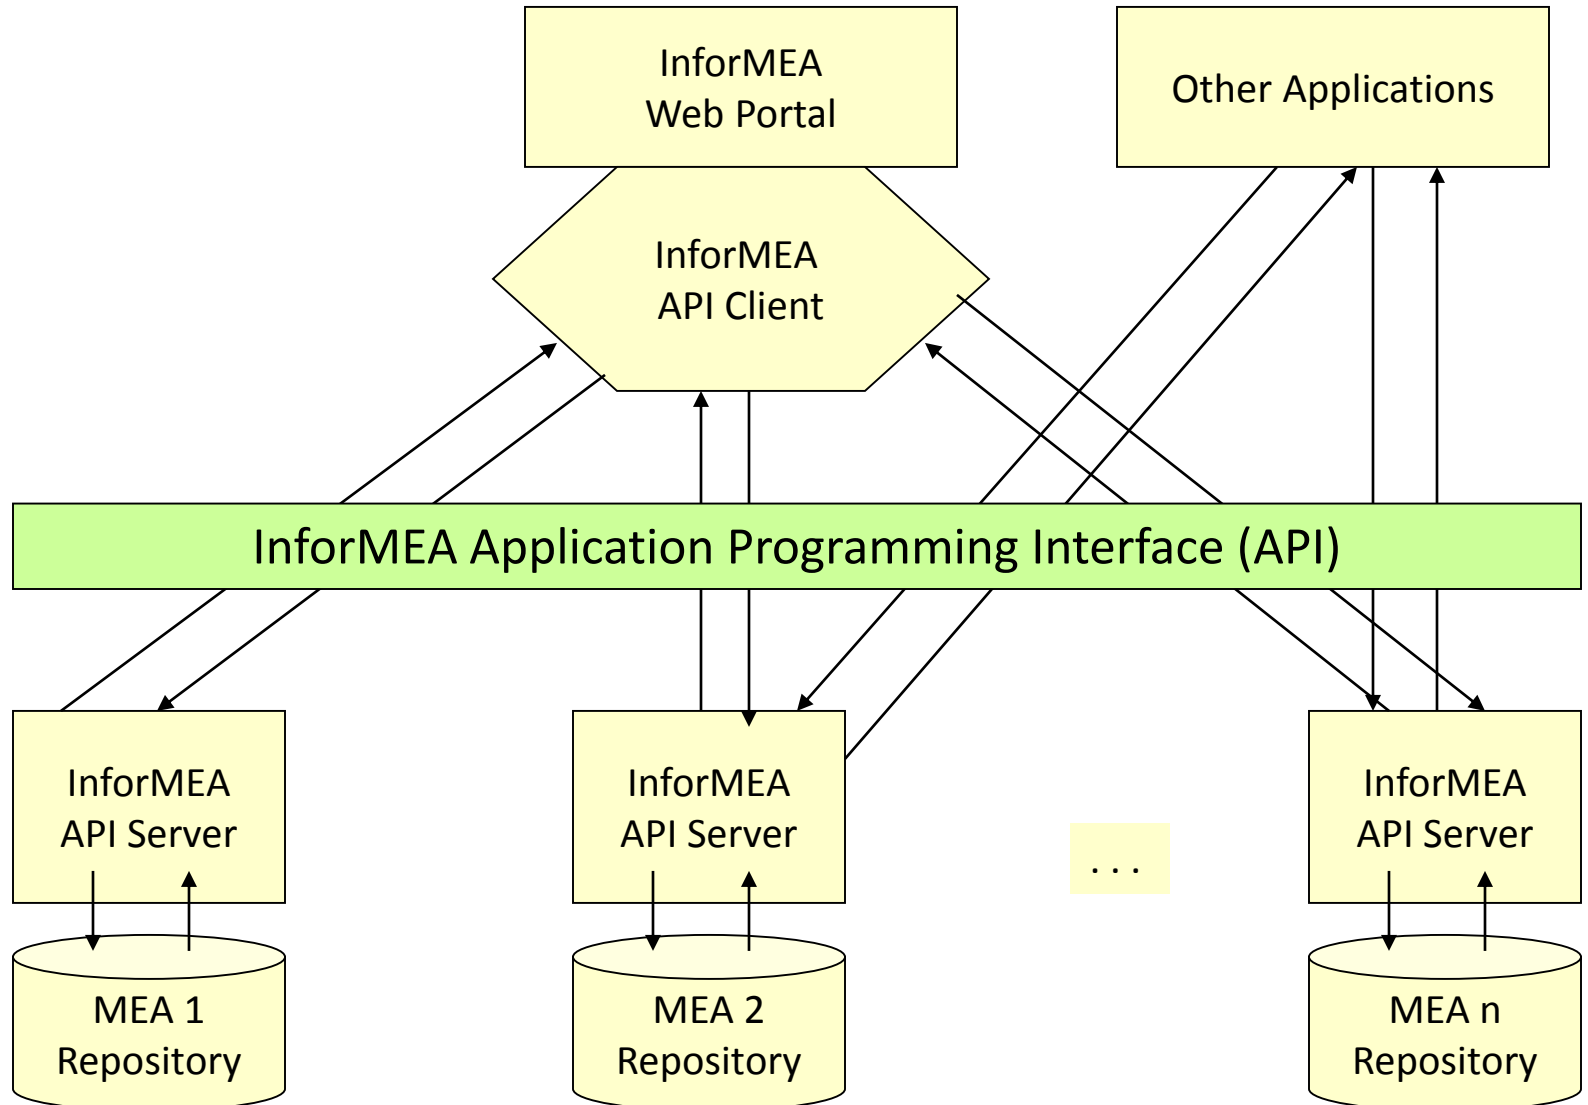 InforMEA
Web Portal
Other Applications
InforMEA
API Client
InforMEA Application Programming Interface (API)
InforMEA
API Server
InforMEA
API Server
. . .
InforMEA
API Server
MEA 1
Repository
MEA 2
Repository
MEA n
Repository